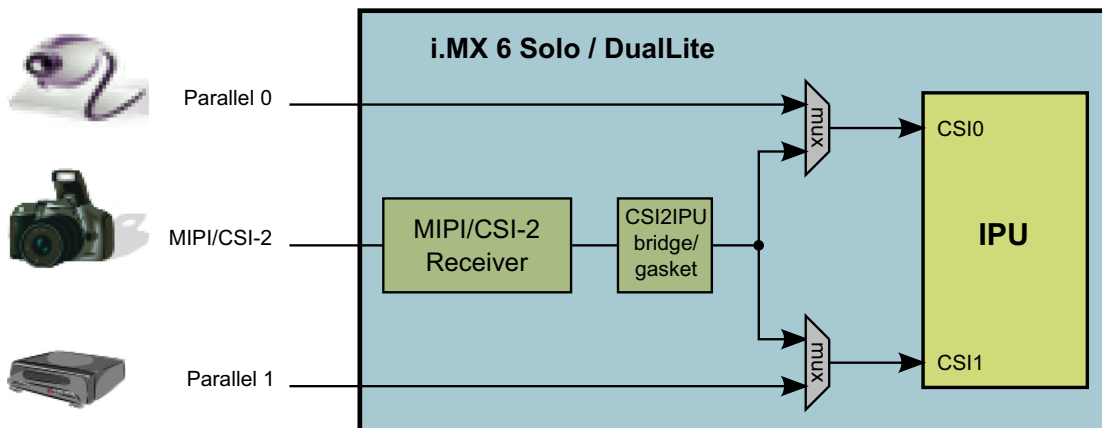 i.MX 6 Solo / DualLite
Parallel 0
mux
CSI0
MIPI/CSI-2
MIPI/CSI-2
Receiver
CSI2IPU
bridge/
gasket
IPU
Parallel 1
mux
CSI1